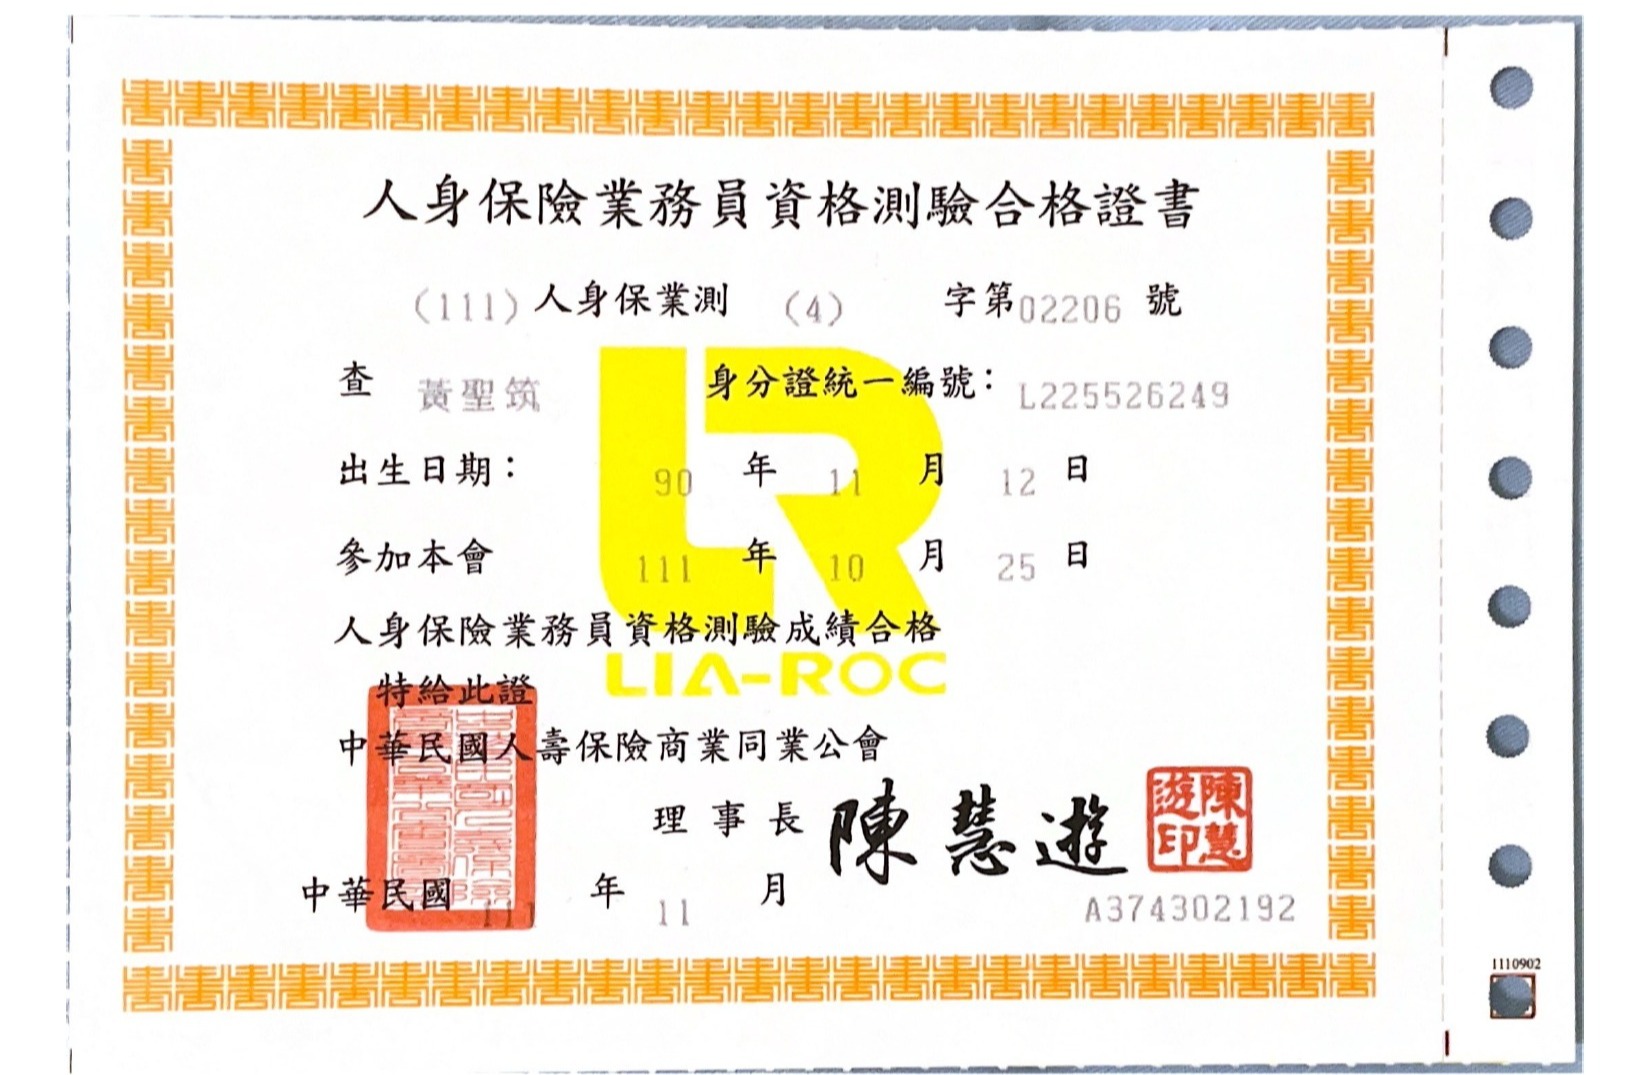 人身保險業務員資格測驗合格證書
(111)人身保業測 (4) 字第02206號
查 黃聖筑 身分證統一編號：L225526249
出生日期： 90 年 11 月 12 日
參加本會 111 年 10 月 25 日
人身保險業務員資格測驗成績合格
LIA-ROC
特給此證
中華民國人壽保險商業同業公會
理事長 陳慧遊 陳慧遊印
中華民國 111 年 11 月
A374302192
1110902